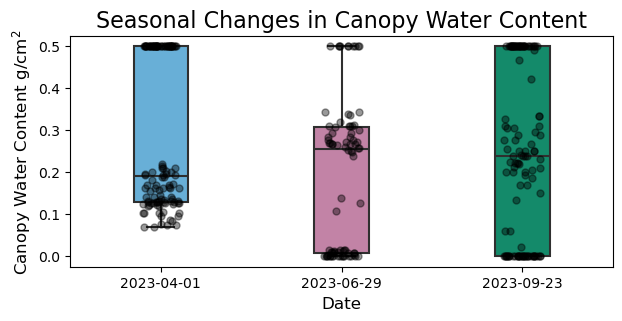 Seasonal Changes in Canopy Water Content
Canopy Water Content g/cm²
0.5
0.4
0.3
0.2
0.1
0.0
2023-04-01 2023-06-29 2023-09-23
Date